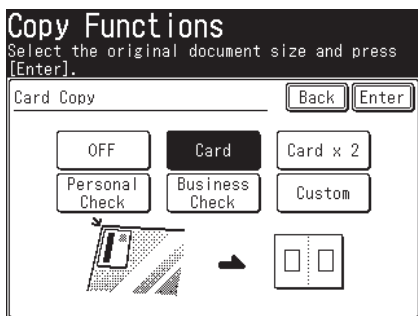 Copy Functions
Select the original document size and press
[Enter].
Card Copy
Back
Enter
OFF
Card
Card x 2
Personal
Check
Business
Check
Custom